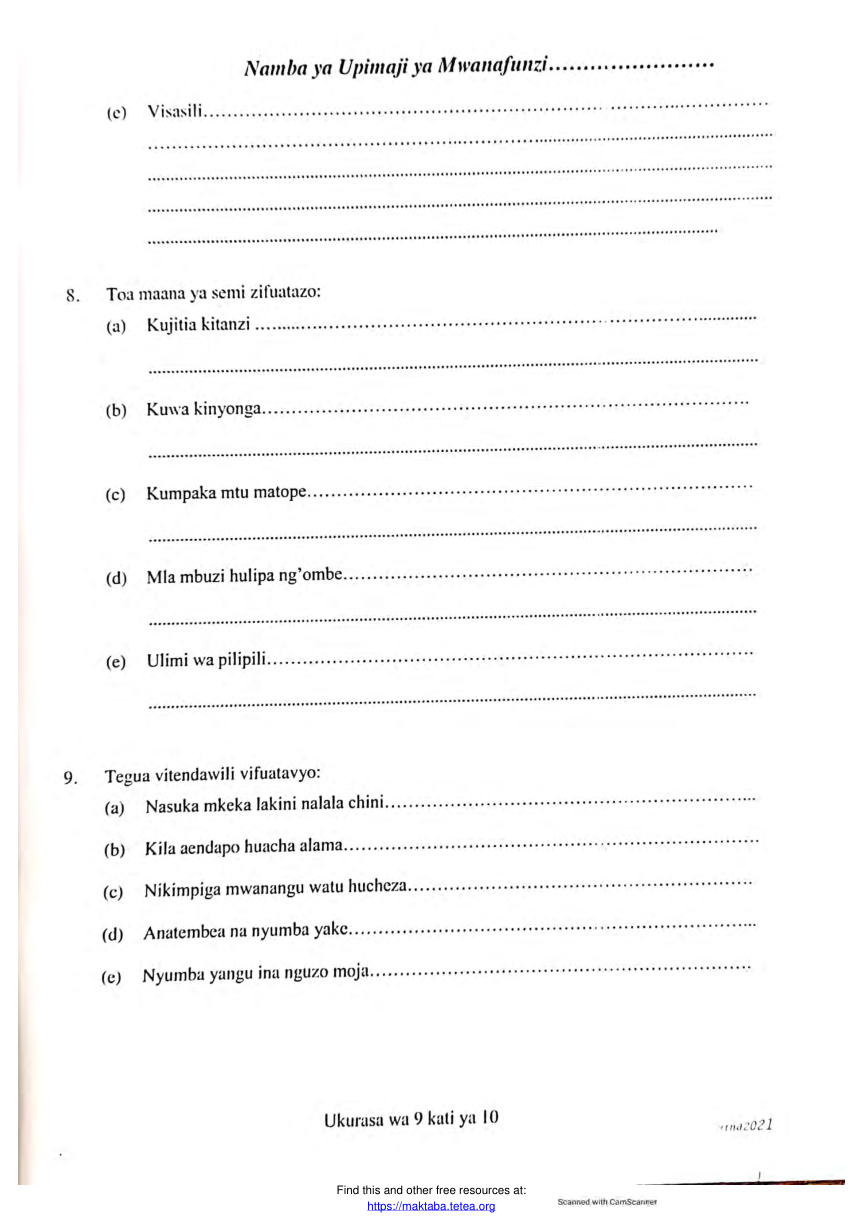 Namba ya Upimaji ya Mwanafunzi........................
(e) Visasili................................................................................
................................................................................
................................................................................
................................................................................
................................................................................
8. Toa maana ya semi zifuatazo:
(a) Kujitia kitanzi ................................................................................
................................................................................
(b) Kuwa kinyonga................................................................................
................................................................................
(c) Kumpaka mtu matope................................................................................
................................................................................
(d) Mla mbuzi hulipa ng'ombe................................................................................
................................................................................
(e) Ulimi wa pilipili................................................................................
................................................................................
9. Tegua vitendawili vifuatavyo:
(a) Nasuka mkeka lakini nalala chini............................................................
(b) Kila aendapo huacha alama............................................................
(c) Nikimpiga mwanangu watu hucheza............................................................
(d) Anatembea na nyumba yake............................................................
(e) Nyumba yangu ina nguzo moja............................................................
Ukurasa wa 9 kati ya 10
2021
Find this and other free resources at:
https://maktaba.tetea.org
Scanned with CamScanner